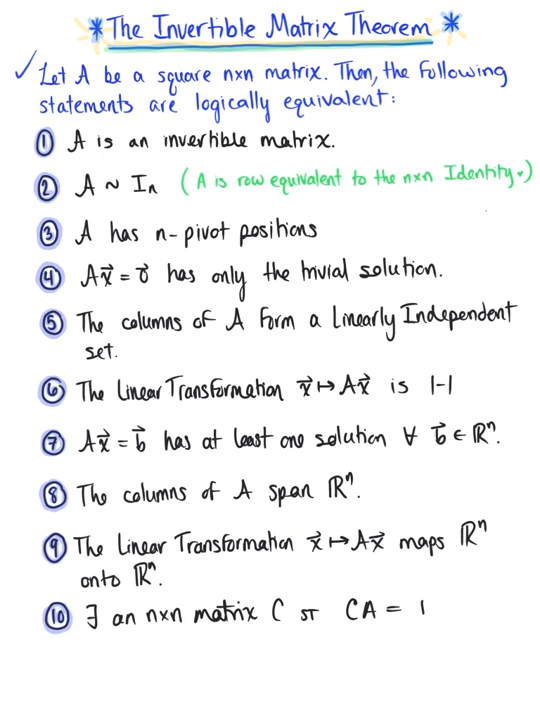 * The Invertible Matrix Theorem *
✓ Let A be a square nxn matrix. Then, the following
statements are logically equivalent:
① A is an invertible matrix.
② A ~ Iₙ (A is row equivalent to the nxn Identity.)
③ A has n-pivot positions
④ Ax⃗ = 0⃗ has only the trivial solution.
⑤ The columns of A form a Linearly Independent
set.
⑥ The Linear Transformation x⃗ ↦ Ax⃗ is 1-1
⑦ Ax⃗ = b⃗ has at least one solution ∀ b⃗ ∈ ℝⁿ.
⑧ The columns of A span ℝⁿ.
⑨ The Linear Transformation x⃗ ↦ Ax⃗ maps ℝⁿ
onto ℝⁿ.
⑩ ∃ an nxn matrix C ST CA = I